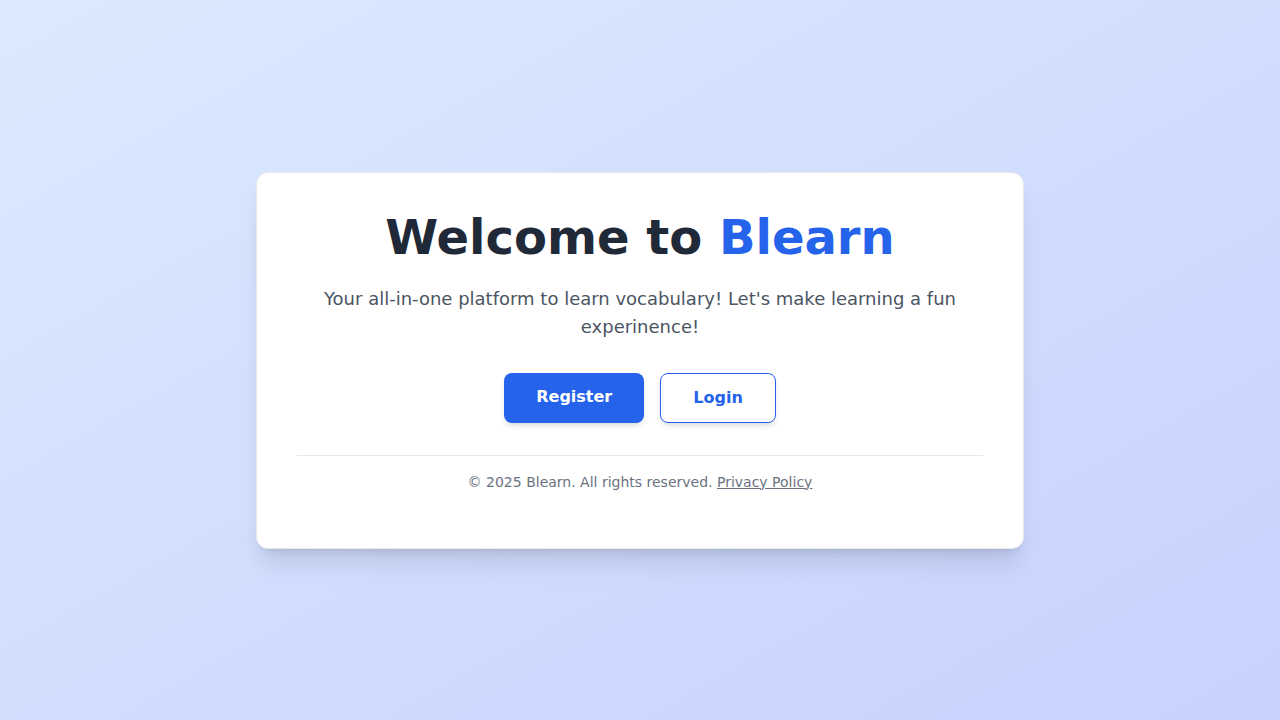 Welcome to Blearn
Your all-in-one platform to learn vocabulary! Let's make learning a fun
experinence!
Register
Login
© 2025 Blearn. All rights reserved. Privacy Policy